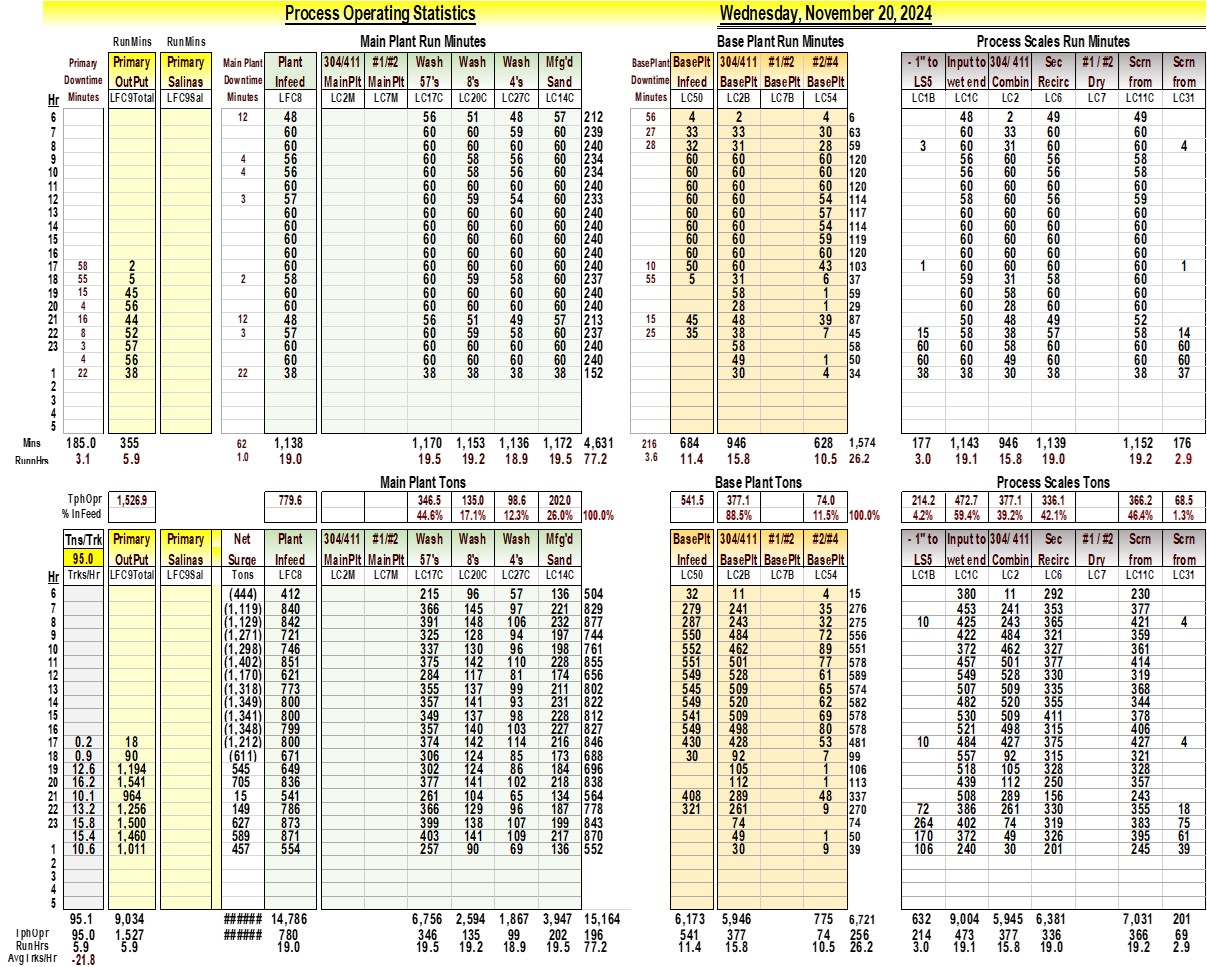 Process Operating Statistics Wednesday, November 20, 2024
RunMins RunMins Main Plant Run Minutes Base Plant Run Minutes Process Scales Run Minutes
Primary Primary Primary Main Plant Plant 304/411 #1/#2 Wash Wash Wash Mfg'd BasePlant BasePlt 304/411 #1/#2 #2/#4 - 1" to Input to 304/ 411 Sec #1 / #2 Scrn Scrn
Downtime OutPut Salinas Downtime Infeed MainPlt MainPlt 57's 8's 4's Sand Downtime Infeed BasePlt BasePlt BasePlt LS5 wet end Combin Recirc Dry from from
Hr Minutes LFC9Total LFC9Sal Minutes LFC8 LC2M LC7M LC17C LC20C LC27C LC14C Minutes LC50 LC2B LC7B LC54 LC1B LC1C LC2 LC6 LC7 LC11C LC31
6 12 48 56 51 48 57 212 56 4 2 4 6 48 2 49 49
7 60 60 60 59 60 239 27 33 33 30 63 60 33 60 60
8 60 60 60 60 60 240 28 32 31 28 59 3 60 31 60 60 4
9 4 56 60 58 56 60 234 60 60 60 120 56 60 56 58
10 4 56 60 58 56 60 234 60 60 60 120 56 60 56 58
11 60 60 60 60 60 240 60 60 60 120 60 60 60 60
12 3 57 60 59 54 60 233 60 60 54 114 58 60 56 59
13 60 60 60 60 60 240 60 60 57 117 60 60 60 60
14 60 60 60 60 60 240 60 60 54 114 60 60 60 60
15 60 60 60 60 60 240 60 60 59 119 60 60 60 60
16 60 60 60 60 60 240 60 60 60 120 60 60 60 60
17 58 2 60 60 60 60 60 240 10 50 60 43 103 1 60 60 60 60 1
18 55 5 2 58 60 59 58 60 237 55 5 31 6 37 59 31 58 60
19 15 45 60 60 60 60 60 240 58 1 59 60 58 60 60
20 4 56 60 60 60 60 60 240 28 1 29 60 28 60 60
21 16 44 12 48 56 51 49 57 213 15 45 48 39 87 50 48 49 52
22 8 52 3 57 60 59 58 60 237 25 35 38 7 45 15 58 38 57 58 14
23 3 57 60 60 60 60 60 240 58 58 60 60 58 60 60 60
4 56 60 60 60 60 60 240 49 1 50 60 60 49 60 60 60
1 22 38 22 38 38 38 38 38 152 30 4 34 38 38 30 38 38 37
2
3
4
5
Mins 185.0 355 62 1,138 1,170 1,153 1,136 1,172 4,631 216 684 946 628 1,574 177 1,143 946 1,139 1,152 176
RunnHrs 3.1 5.9 1.0 19.0 19.5 19.2 18.9 19.5 77.2 3.6 11.4 15.8 10.5 26.2 3.0 19.1 15.8 19.0 19.2 2.9
Main Plant Tons Base Plant Tons Process Scales Tons
TphOpr 1,526.9 779.6 346.5 135.0 98.6 202.0 541.5 377.1 74.0 214.2 472.7 377.1 336.1 366.2 68.5
% InFeed 44.6% 17.1% 12.3% 26.0% 100.0% 88.5% 11.5% 100.0% 4.2% 59.4% 39.2% 42.1% 46.4% 1.3%
Tns/Trk Primary Primary Net Plant 304/411 #1/#2 Wash Wash Wash Mfg'd BasePlt 304/411 #1/#2 #2/#4 - 1" to Input to 304/ 411 Sec #1 / #2 Scrn Scrn
95.0 OutPut Salinas Surge Infeed MainPlt MainPlt 57's 8's 4's Sand Infeed BasePlt BasePlt BasePlt LS5 wet end Combin Recirc Dry from from
Hr Trks/Hr LFC9Total LFC9Sal Tons LFC8 LC2M LC7M LC17C LC20C LC27C LC14C LC50 LC2B LC7B LC54 LC1B LC1C LC2 LC6 LC7 LC11C LC31
6 (444) 412 215 96 57 136 504 32 11 4 15 380 11 292 230
7 (1,119) 840 366 145 97 221 829 279 241 35 276 453 241 353 377
8 (1,129) 842 391 148 106 232 877 287 243 32 275 10 425 243 365 421 4
9 (1,271) 721 325 128 94 197 744 550 484 72 556 422 484 321 359
10 (1,298) 746 337 130 96 198 761 552 462 89 551 372 462 327 361
11 (1,402) 851 375 142 110 228 855 551 501 77 578 457 501 377 414
12 (1,170) 621 284 117 81 174 656 549 528 61 589 549 528 330 319
13 (1,318) 773 355 137 99 211 802 545 509 65 574 507 509 335 368
14 (1,349) 800 357 141 93 231 822 549 520 62 582 482 520 355 344
15 (1,341) 800 349 137 98 228 812 541 509 69 578 530 509 411 378
16 (1,348) 799 357 140 103 227 827 549 498 80 578 521 498 315 406
17 0.2 18 (1,212) 800 374 142 114 216 846 430 428 53 481 10 484 427 375 427 4
18 0.9 90 (611) 671 306 124 85 173 688 30 92 7 99 557 92 315 321
19 12.6 1,194 545 649 302 124 86 184 696 105 1 106 518 105 328 328
20 16.2 1,541 705 836 377 141 102 218 838 112 1 113 439 112 250 357
21 10.1 964 15 541 261 104 65 134 564 408 289 48 337 508 289 156 243
22 13.2 1,256 149 786 366 129 96 187 778 321 261 9 270 72 386 261 330 355 18
23 15.8 1,500 627 873 399 138 107 199 843 74 74 264 402 74 319 383 75
15.4 1,460 589 871 403 141 109 217 870 49 1 50 170 372 49 326 395 61
1 10.6 1,011 457 554 257 90 69 136 552 30 9 39 106 240 30 201 245 39
2
3
4
5
95.1 9,034 ###### 14,786 6,756 2,594 1,867 3,947 15,164 6,173 5,946 775 6,721 632 9,004 5,945 6,381 7,031 201
TphOpr 95.0 1,527 ###### 780 346 135 99 202 196 541 377 74 256 214 473 377 336 366 69
RunHrs 5.9 5.9 19.0 19.5 19.2 18.9 19.5 77.2 11.4 15.8 10.5 26.2 3.0 19.1 15.8 19.0 19.2 2.9
AvgTrks/Hr -21.8